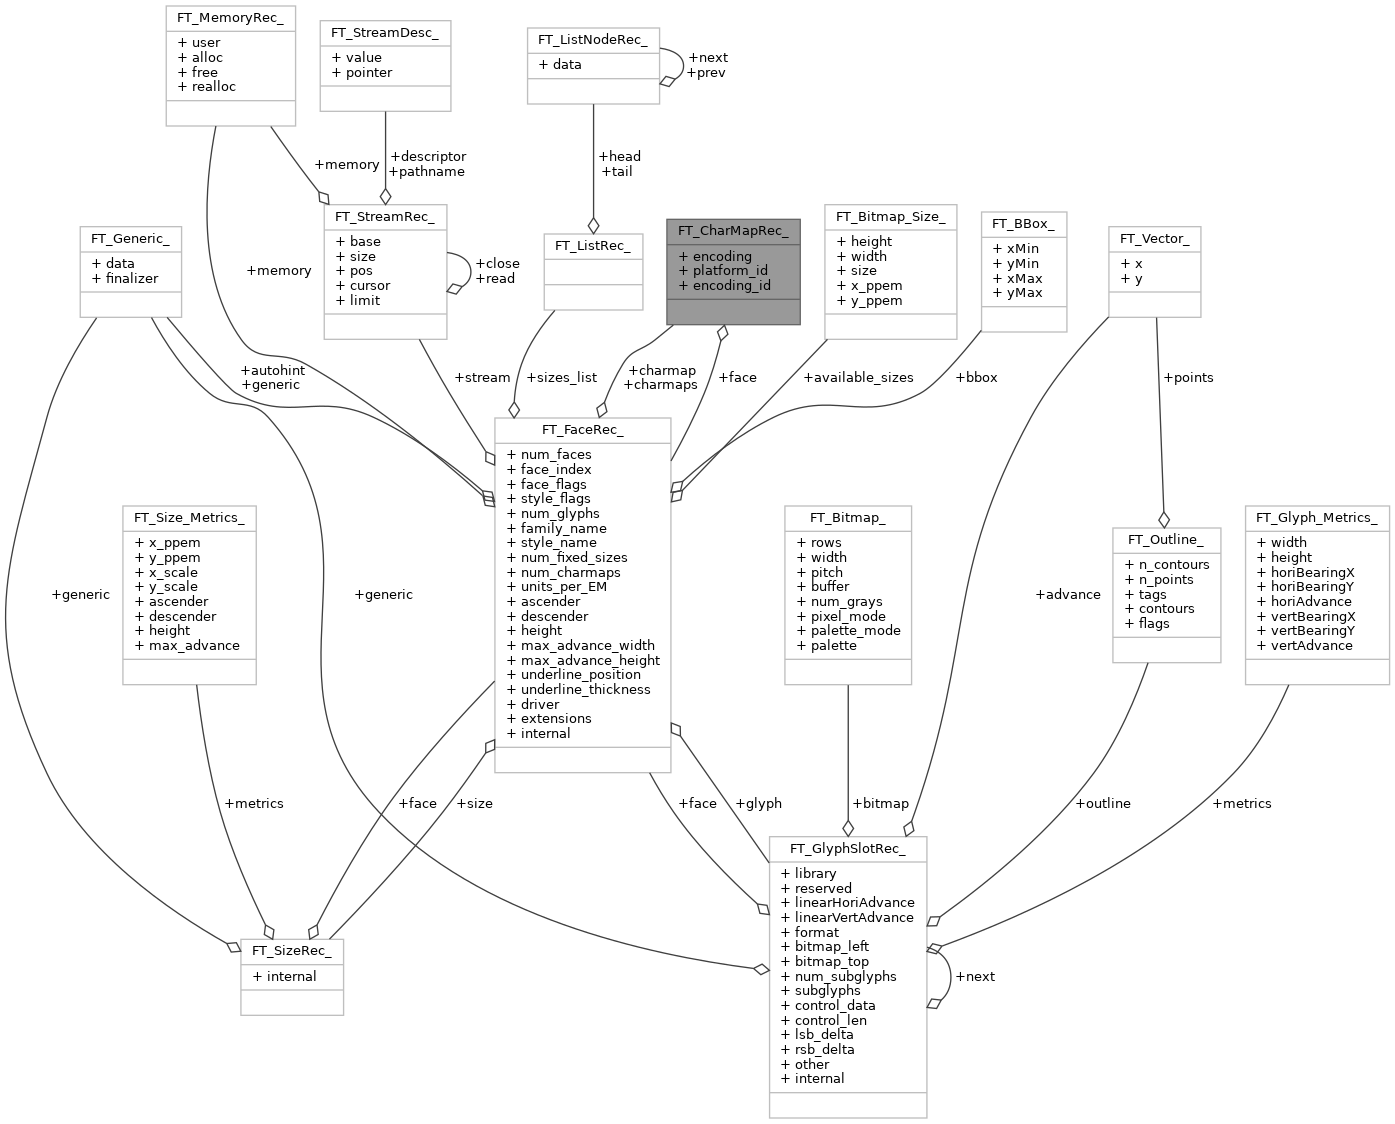 FT_MemoryRec_
+ user
+ alloc
+ free
+ realloc
FT_StreamDesc_
+ value
+ pointer
FT_ListNodeRec_
+ data
+next
+prev
+memory
+descriptor
+pathname
+head
+tail
FT_Generic_
+ data
+ finalizer
+memory
FT_StreamRec_
+ base
+ size
+ pos
+ cursor
+ limit
+close
+read
FT_ListRec_
FT_CharMapRec_
+ encoding
+ platform_id
+ encoding_id
FT_Bitmap_Size_
+ height
+ width
+ size
+ x_ppem
+ y_ppem
FT_BBox_
+ xMin
+ yMin
+ xMax
+ yMax
FT_Vector_
+ x
+ y
+autohint
+generic
+stream
+sizes_list
+charmap
+charmaps
+face
+available_sizes
+bbox
+points
FT_FaceRec_
+ num_faces
+ face_index
+ face_flags
+ style_flags
+ num_glyphs
+ family_name
+ style_name
+ num_fixed_sizes
+ num_charmaps
+ units_per_EM
+ ascender
+ descender
+ height
+ max_advance_width
+ max_advance_height
+ underline_position
+ underline_thickness
+ driver
+ extensions
+ internal
+generic
FT_Size_Metrics_
+ x_ppem
+ y_ppem
+ x_scale
+ y_scale
+ ascender
+ descender
+ height
+ max_advance
+generic
FT_Bitmap_
+ rows
+ width
+ pitch
+ buffer
+ num_grays
+ pixel_mode
+ palette_mode
+ palette
+advance
FT_Outline_
+ n_contours
+ n_points
+ tags
+ contours
+ flags
FT_Glyph_Metrics_
+ width
+ height
+ horiBearingX
+ horiBearingY
+ horiAdvance
+ vertBearingX
+ vertBearingY
+ vertAdvance
+metrics
+face
+size
+face
+glyph
+bitmap
+outline
+metrics
FT_SizeRec_
+ internal
FT_GlyphSlotRec_
+ library
+ reserved
+ linearHoriAdvance
+ linearVertAdvance
+ format
+ bitmap_left
+ bitmap_top
+ num_subglyphs
+ subglyphs
+ control_data
+ control_len
+ lsb_delta
+ rsb_delta
+ other
+ internal
+next